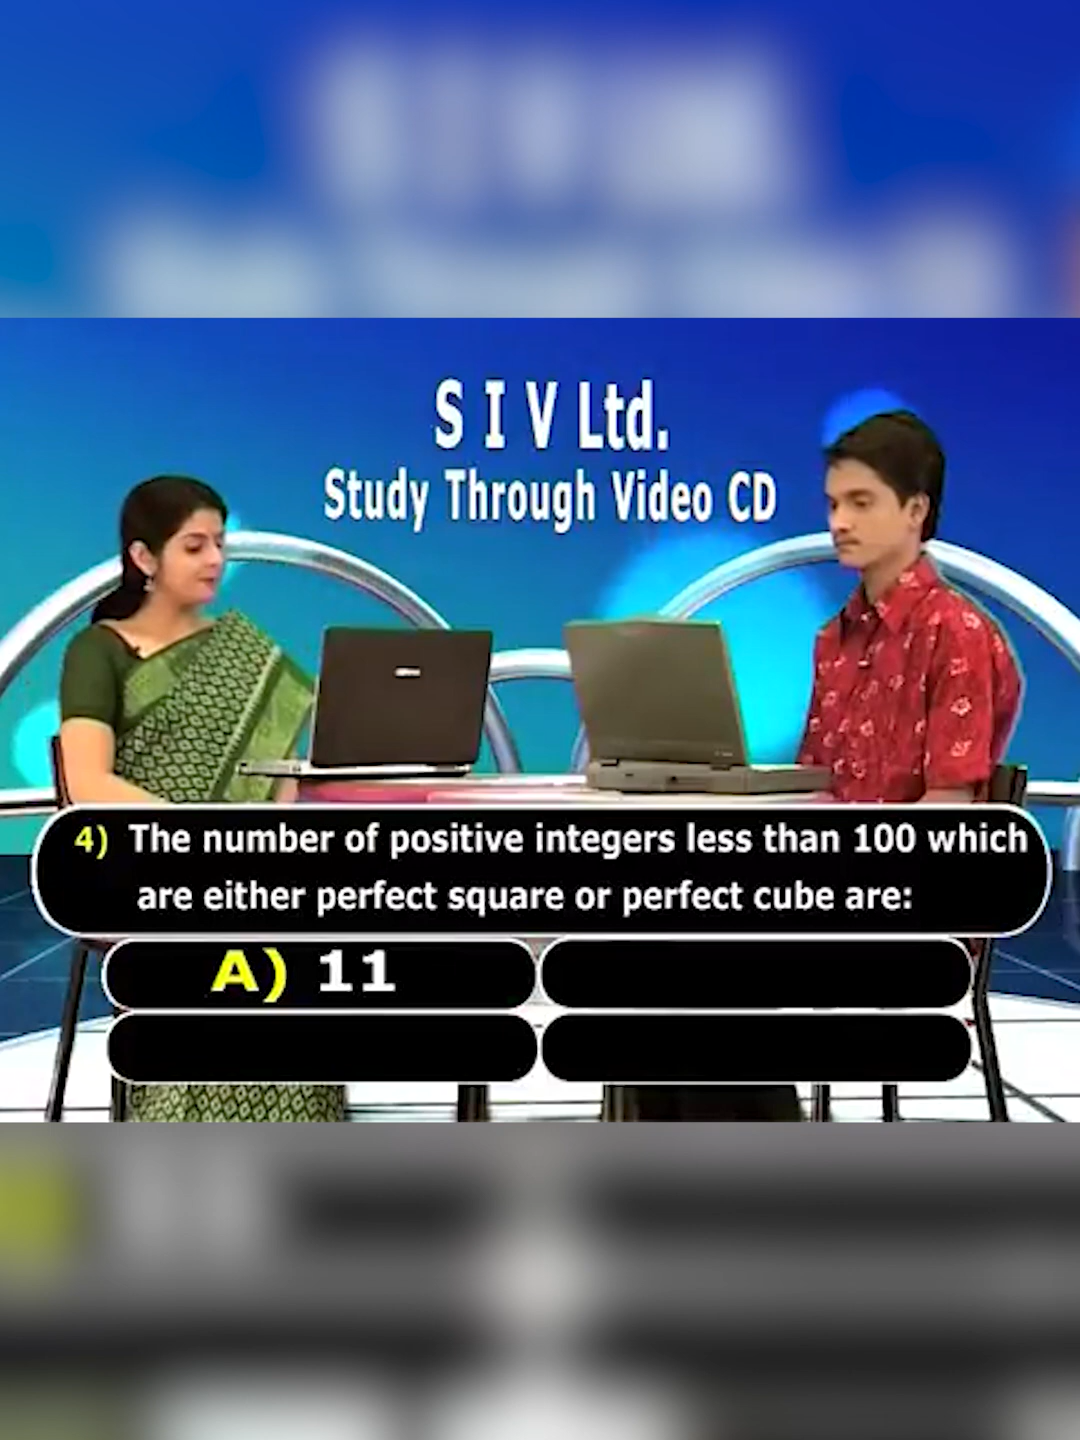 S I V Ltd.
Study Through Video CD
4) The number of positive integers less than 100 which
are either perfect square or perfect cube are:
A) 11